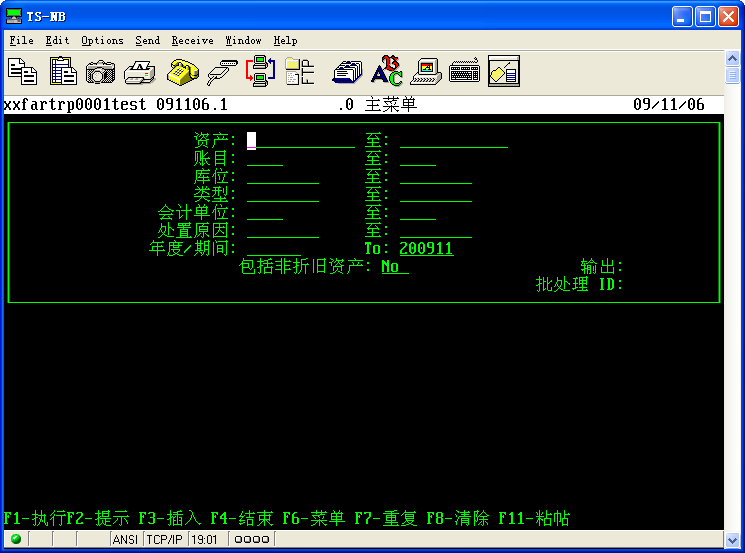 TS-NB
File Edit Options Send Receive Window Help
xxfartrp0001test 091106.1 .0 主菜单 09/11/06
资产: 至:
账目: 至:
库位: 至:
类型: 至:
会计单位: 至:
处置原因: 至:
年度/期间: To: 200911
包括非折旧资产: No 输出:
批处理 ID:
F1-执行F2-提示 F3-插入 F4-结束 F6-菜单 F7-重复 F8-清除 F11-粘帖
ANSI TCP/IP 19:01